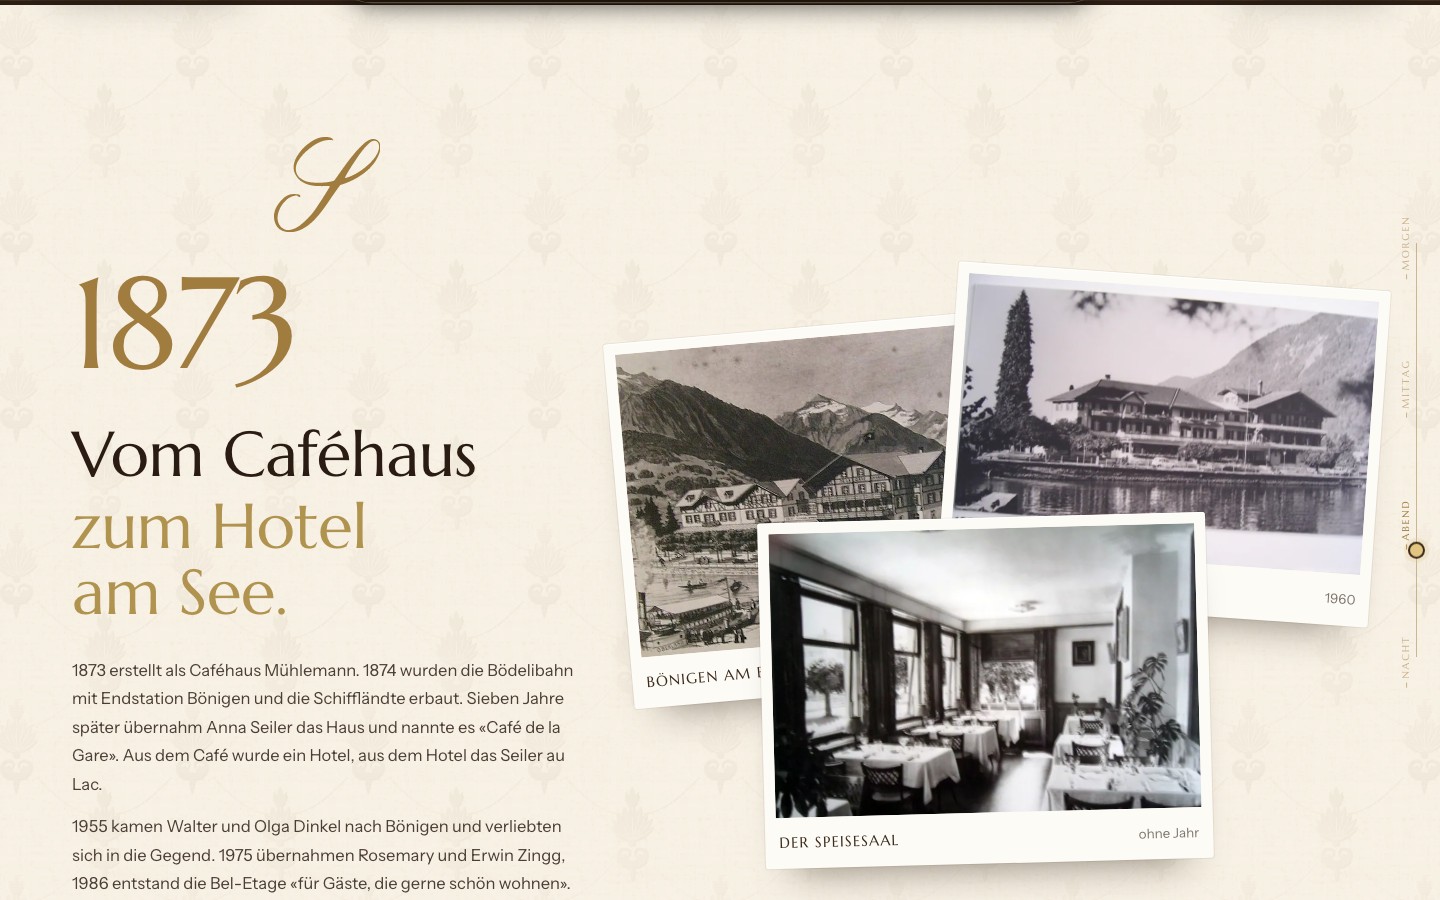 S
1873
Vom Caféhaus
zum Hotel
am See.
1873 erstellt als Caféhaus Mühlemann. 1874 wurden die Bödelibahn
mit Endstation Bönigen und die Schiffländte erbaut. Sieben Jahre
später übernahm Anna Seiler das Haus und nannte es «Café de la
Gare». Aus dem Café wurde ein Hotel, aus dem Hotel das Seiler au
Lac.
1955 kamen Walter und Olga Dinkel nach Bönigen und verliebten
sich in die Gegend. 1975 übernahmen Rosemary und Erwin Zingg,
1986 entstand die Bel-Etage «für Gäste, die gerne schön wohnen».
BÖNIGEN AM
1960
DER SPEISESAAL
ohne Jahr
– MORGEN
– MITTAG
– ABEND
– NACHT